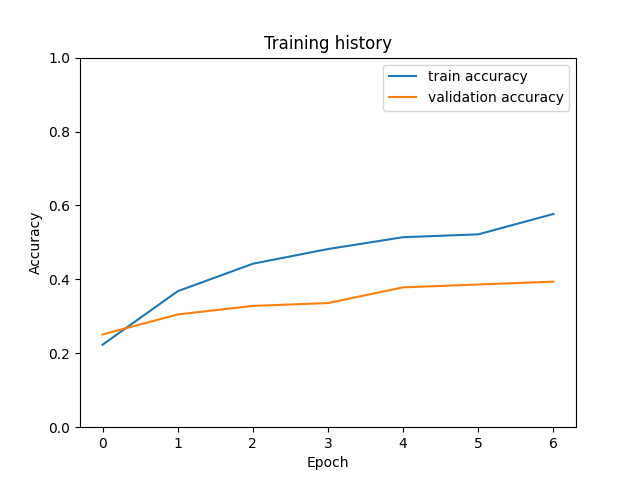 Training history
train accuracy
validation accuracy
1.0
0.8
0.6
0.4
0.2
0.0
Accuracy
0 1 2 3 4 5 6
Epoch